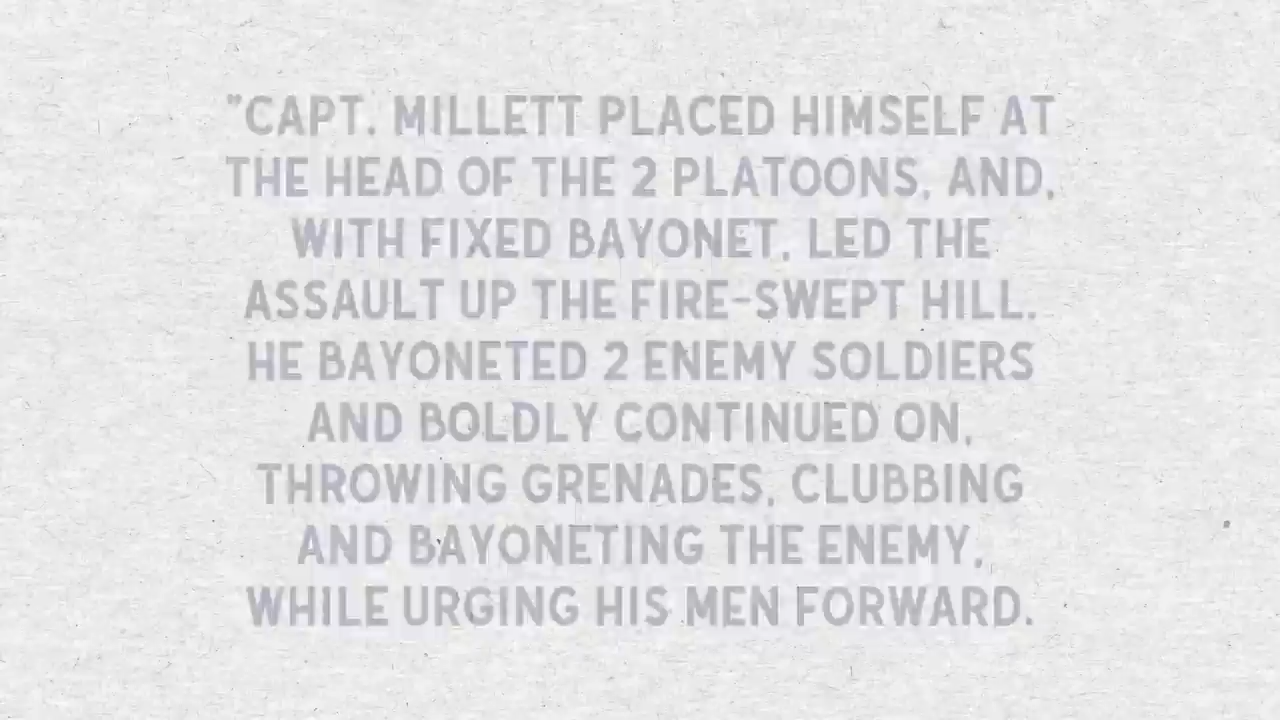 "CAPT. MILLETT PLACED HIMSELF AT
THE HEAD OF THE 2 PLATOONS, AND,
WITH FIXED BAYONET, LED THE
ASSAULT UP THE FIRE-SWEPT HILL.
HE BAYONETED 2 ENEMY SOLDIERS
AND BOLDLY CONTINUED ON,
THROWING GRENADES, CLUBBING
AND BAYONETING THE ENEMY,
WHILE URGING HIS MEN FORWARD.